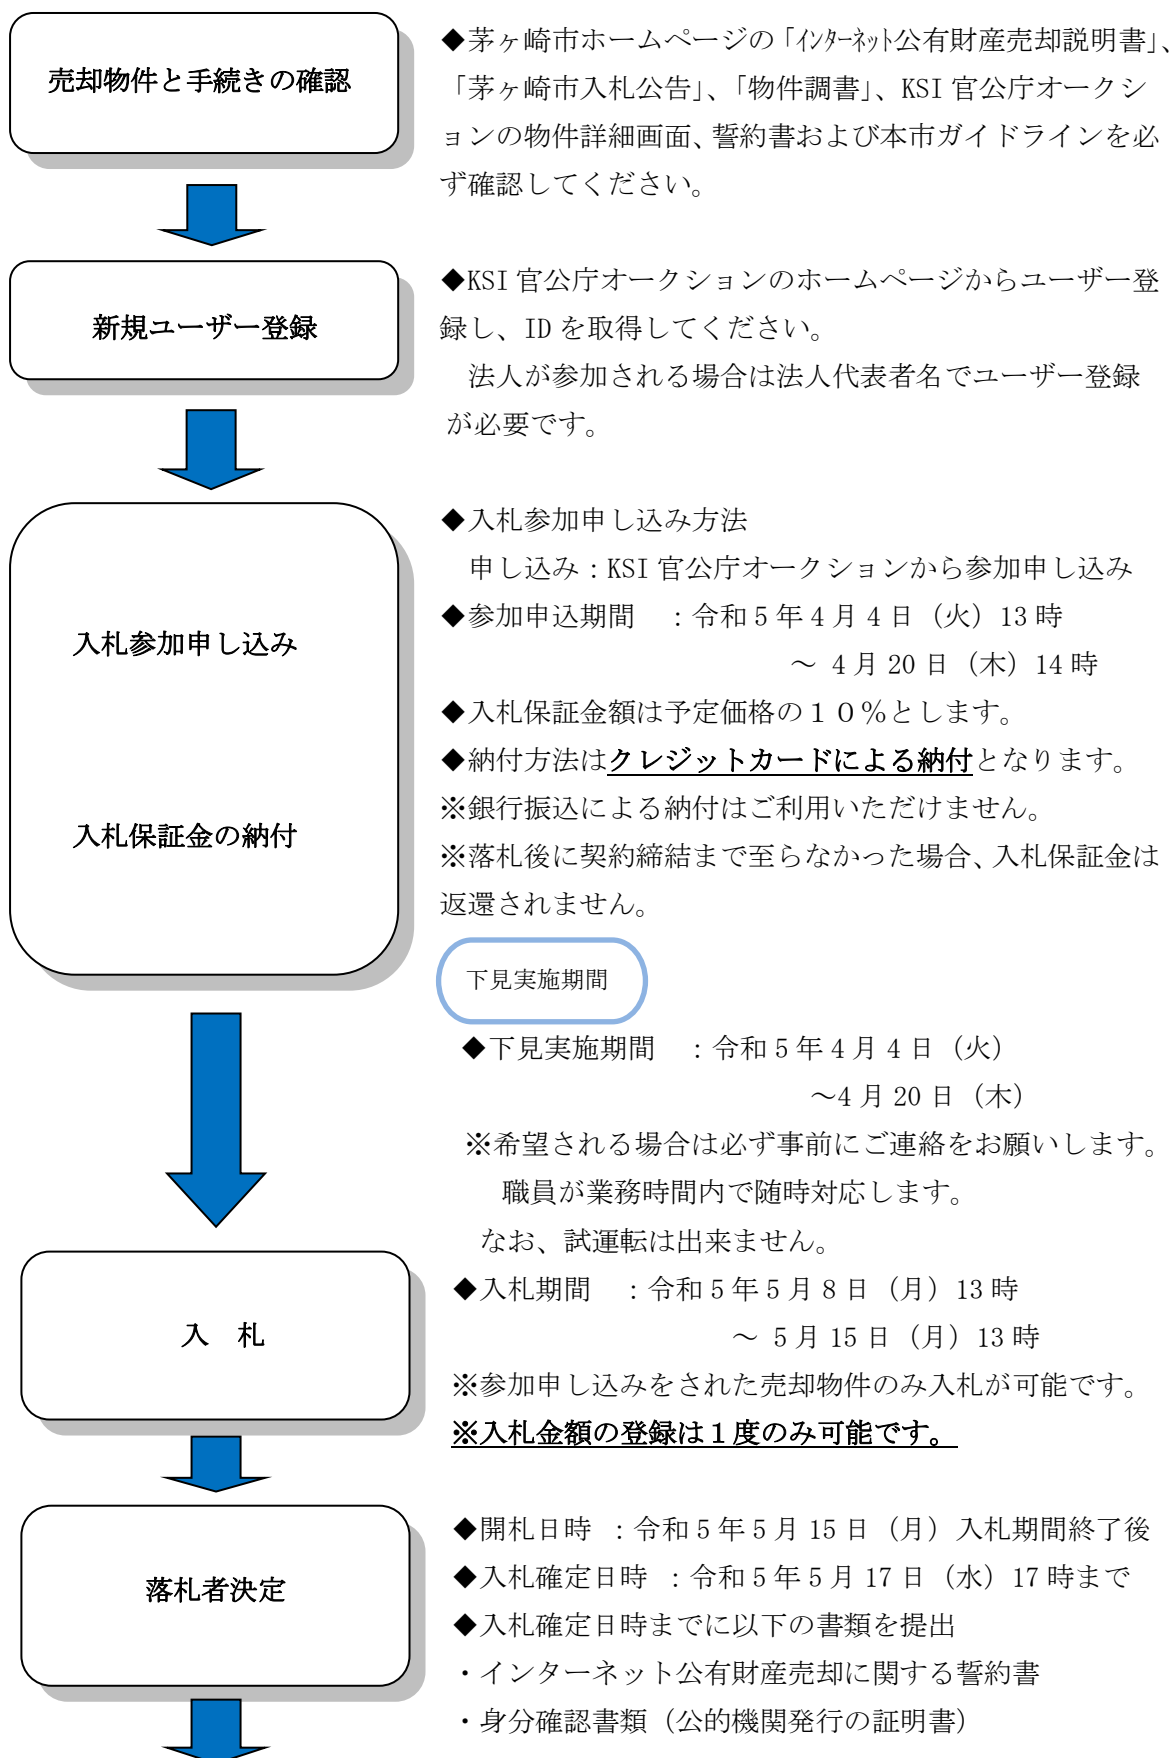 売却物件と手続きの確認
◆茅ヶ崎市ホームページの「ｲﾝﾀｰﾈｯﾄ公有財産売却説明書」、
「茅ヶ崎市入札公告」、「物件調書」、KSI 官公庁オークシ
ョンの物件詳細画面、誓約書および本市ガイドラインを必
ず確認してください。
新規ユーザー登録
◆KSI 官公庁オークションのホームページからユーザー登
録し、ID を取得してください。
法人が参加される場合は法人代表者名でユーザー登録
が必要です。
入札参加申し込み
入札保証金の納付
◆入札参加申し込み方法
申し込み：KSI 官公庁オークションから参加申し込み
◆参加申込期間　：令和 5 年 4 月 4 日（火）13 時
～ 4 月 20 日（木）14 時
◆入札保証金額は予定価格の１０％とします。
◆納付方法はクレジットカードによる納付となります。
※銀行振込による納付はご利用いただけません。
※落札後に契約締結まで至らなかった場合、入札保証金は
返還されません。
下見実施期間
◆下見実施期間　：令和 5 年 4 月 4 日（火）
～4 月 20 日（木）
※希望される場合は必ず事前にご連絡をお願いします。
職員が業務時間内で随時対応します。
なお、試運転は出来ません。
入　札
◆入札期間　：令和 5 年 5 月 8 日（月）13 時
～ 5 月 15 日（月）13 時
※参加申し込みをされた売却物件のみ入札が可能です。
※入札金額の登録は１度のみ可能です。
落札者決定
◆開札日時　：令和 5 年 5 月 15 日（月）入札期間終了後
◆入札確定日時　：令和 5 年 5 月 17 日（水）17 時まで
◆入札確定日時までに以下の書類を提出
・インターネット公有財産売却に関する誓約書
・身分確認書類（公的機関発行の証明書）